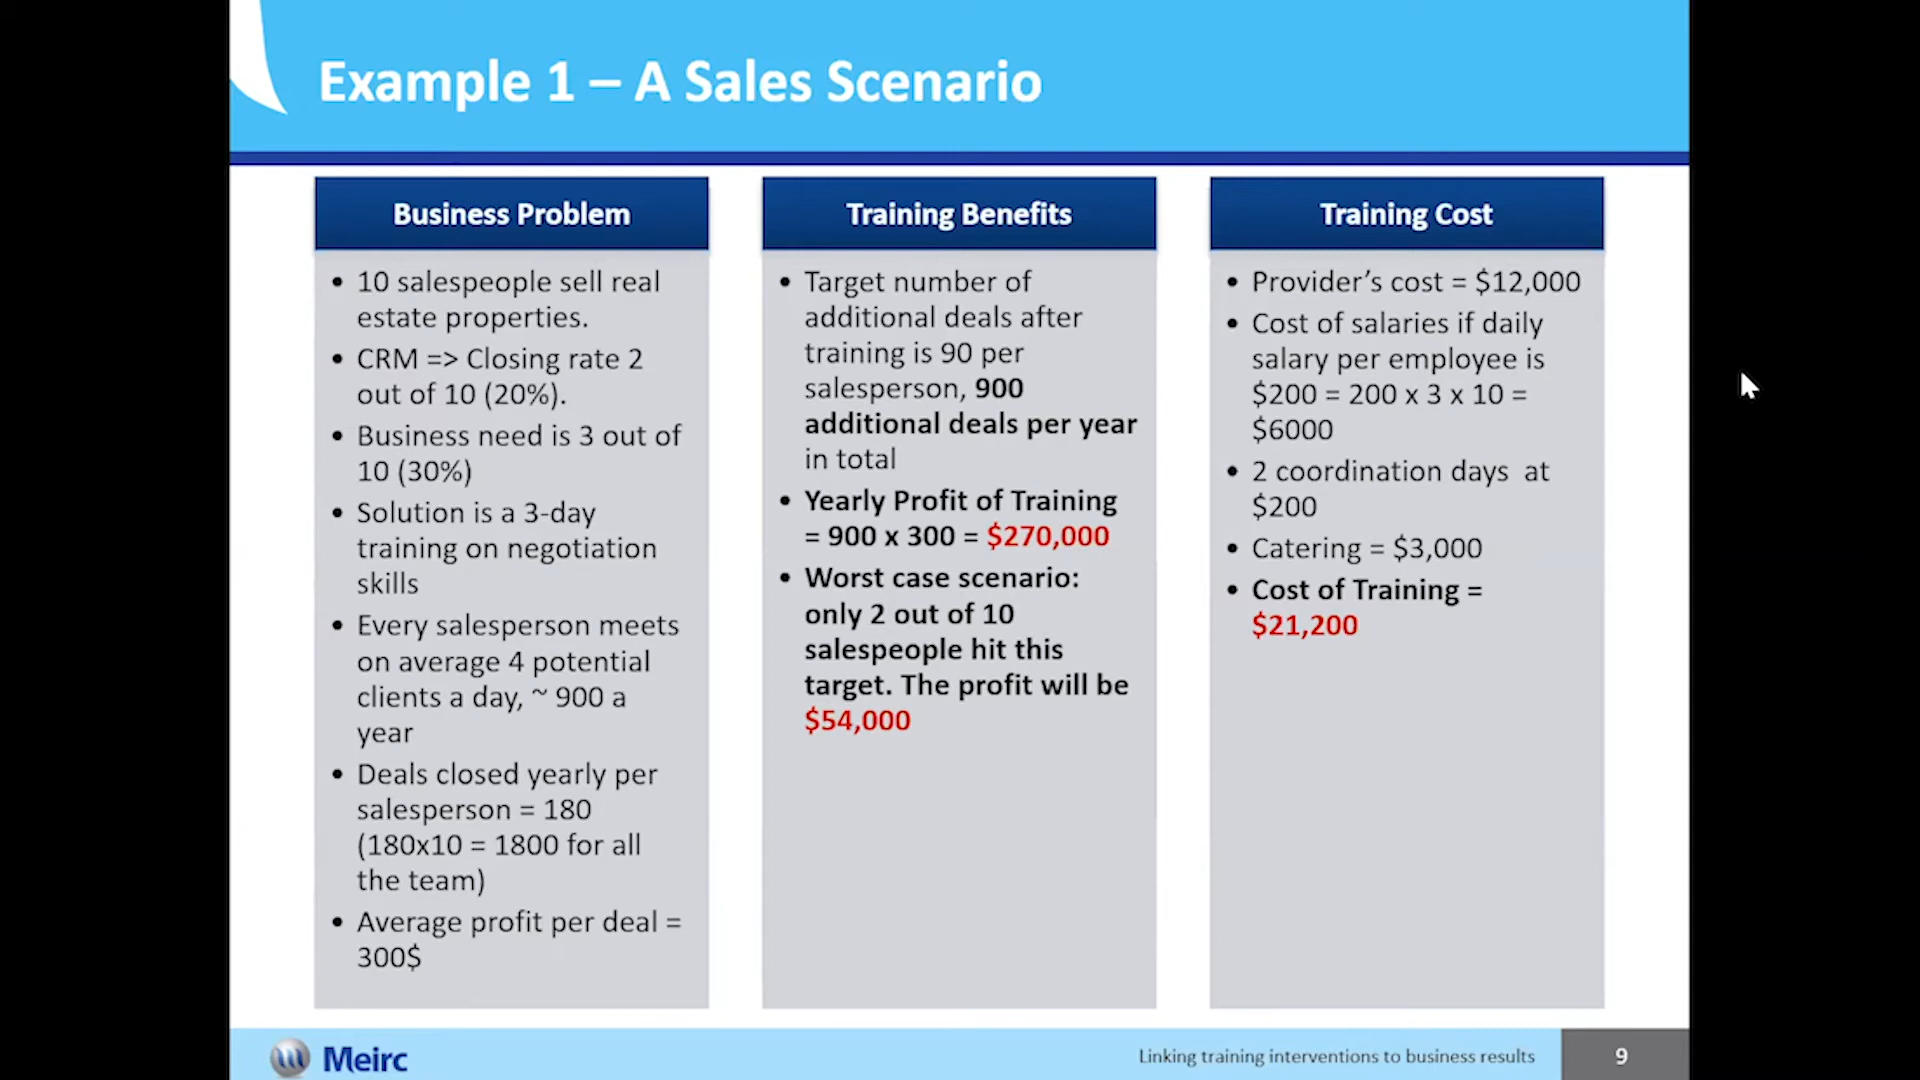 Example 1 – A Sales Scenario
Business Problem
• 10 salespeople sell real
estate properties.
• CRM => Closing rate 2
out of 10 (20%).
• Business need is 3 out of
10 (30%)
• Solution is a 3-day
training on negotiation
skills
• Every salesperson meets
on average 4 potential
clients a day, ~ 900 a
year
• Deals closed yearly per
salesperson = 180
(180x10 = 1800 for all
the team)
• Average profit per deal =
300$
Training Benefits
• Target number of
additional deals after
training is 90 per
salesperson, 900
additional deals per year
in total
• Yearly Profit of Training
= 900 x 300 = $270,000
• Worst case scenario:
only 2 out of 10
salespeople hit this
target. The profit will be
$54,000
Training Cost
• Provider’s cost = $12,000
• Cost of salaries if daily
salary per employee is
$200 = 200 x 3 x 10 =
$6000
• 2 coordination days at
$200
• Catering = $3,000
• Cost of Training =
$21,200
Meirc
Linking training interventions to business results
9